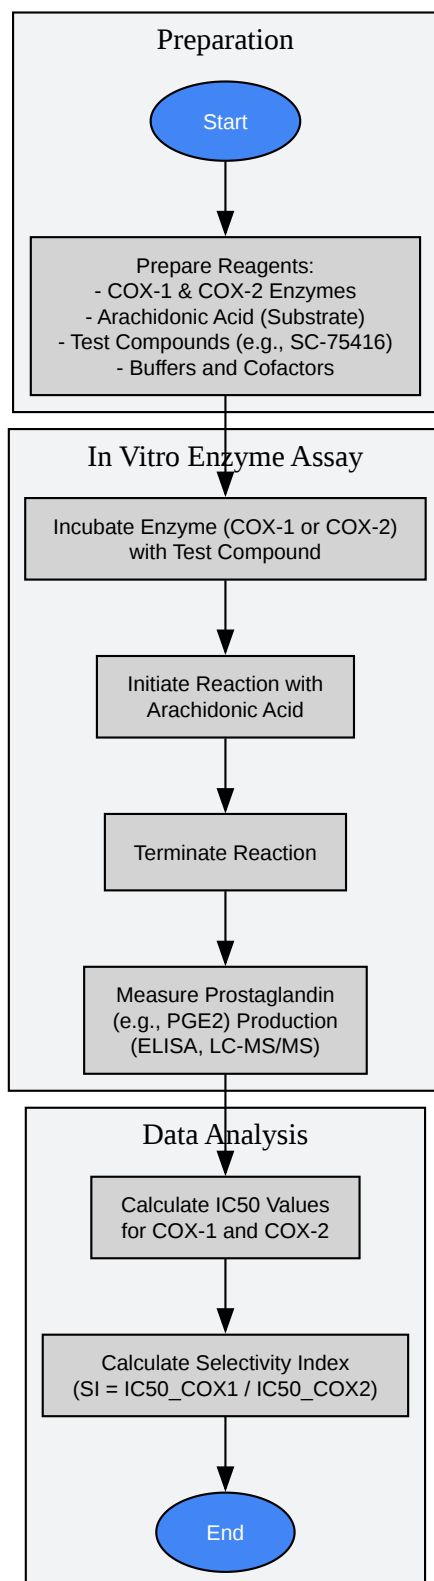 Preparation
Start
Prepare Reagents:
- COX-1 & COX-2 Enzymes
- Arachidonic Acid (Substrate)
- Test Compounds (e.g., SC-75416)
- Buffers and Cofactors
In Vitro Enzyme Assay
Incubate Enzyme (COX-1 or COX-2)
with Test Compound
Initiate Reaction with
Arachidonic Acid
Terminate Reaction
Measure Prostaglandin
(e.g., PGE2) Production
(ELISA, LC-MS/MS)
Data Analysis
Calculate IC50 Values
for COX-1 and COX-2
Calculate Selectivity Index
(SI = IC50_COX1 / IC50_COX2)
End